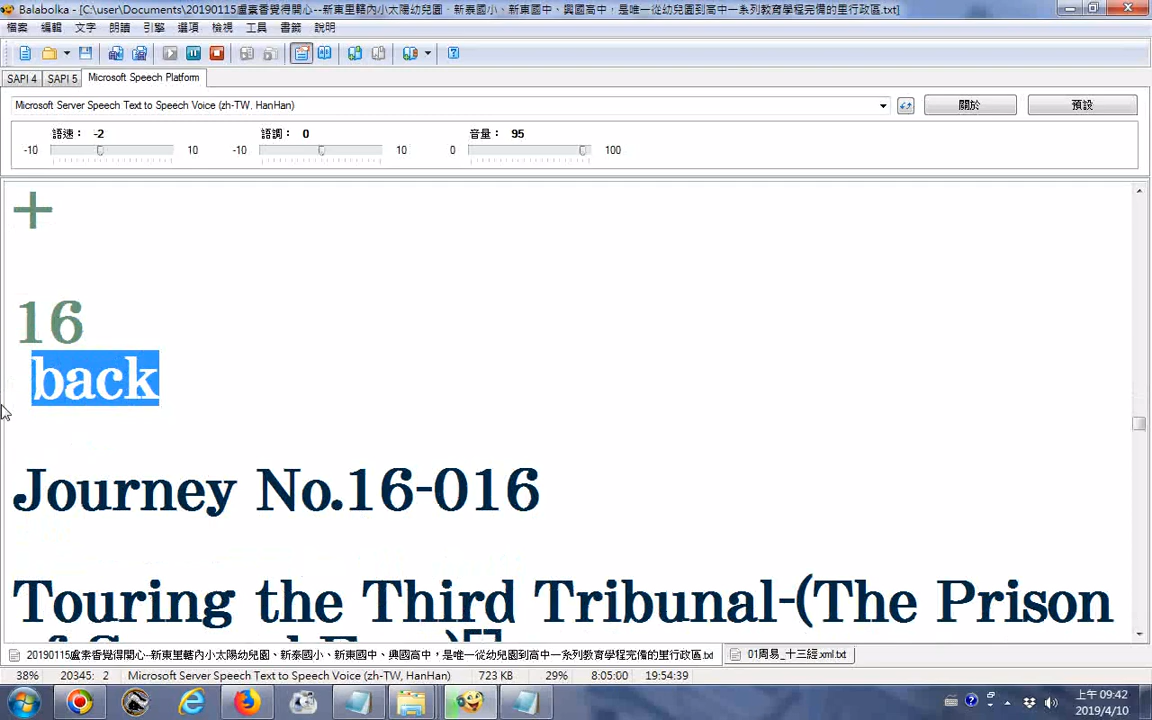 Balabolka - [C:\user\Documents\20190115盧素香覺得開心--新東里轄內小太陽幼兒園、新泰國小、新東國中、興國高中，是唯一從幼兒園到高中一系列教育學程完備的里行政區.txt]
檔案 編輯 文字 朗讀 引擎 選項 檢視 工具 書籤 說明
SAPI 4 SAPI 5 Microsoft Speech Platform
Microsoft Server Speech Text to Speech Voice (zh-TW, HanHan) 關於 預設
語速： -2 語調： 0 音量： 95
-10 10 -10 10 0 100
+
16
back
Journey No.16-016
Touring the Third Tribunal-(The Prison
20190115盧素香覺得開心--新東里轄內小太陽幼兒園、新泰國小、新東國中、興國高中，是唯一從幼兒園到高中一系列教育學程完備的里行政區.txt 01周易_十三經.xml.txt
38% 20345: 2 Microsoft Server Speech Text to Speech Voice (zh-TW, HanHan) 723 KB 29% 8:05:00 19:54:39
上午 09:42
2019/4/10